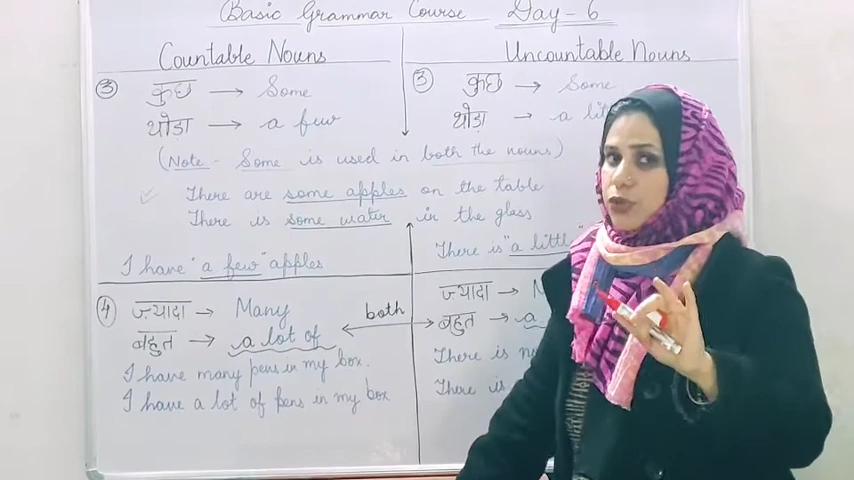 Basic Grammar Course Day - 6
Countable Nouns
③ कुछ → Some
थोड़ा → a few
Uncountable Nouns
③ कुछ → Some
थोड़ा → a
(Note - Some is used in both the nouns)
There are some apples on the table
There is some water in the glass
I have "a few" apples
There is "a little"
④ ज्यादा → Many
बहुत → a lot of
both
I have many pens in my box.
I have a lot of pens in my box
ज्यादा →
बहुत → a
There is
There is